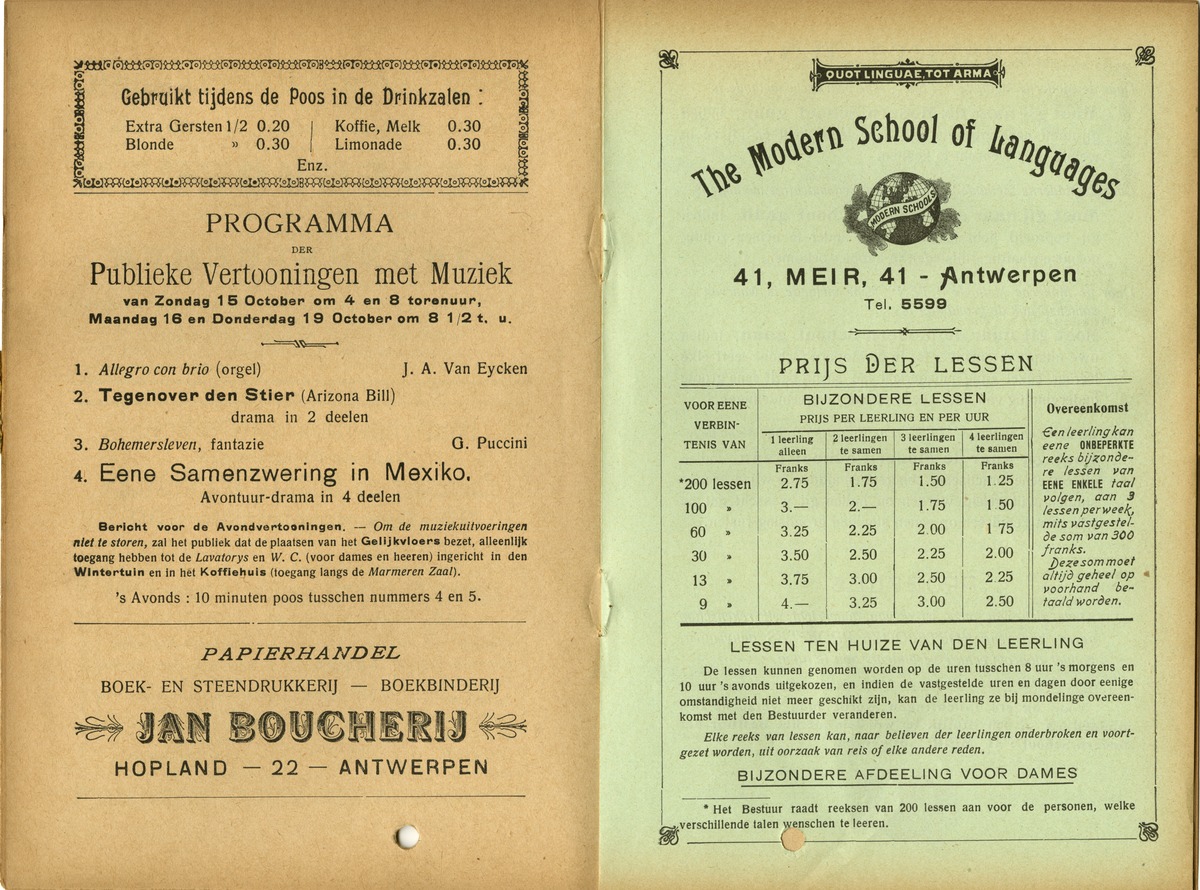 Gebruikt tijdens de Poos in de Drinkzalen :
Extra Gersten 1/2 0.20 | Koffie, Melk 0.30
Blonde » 0.30 | Limonade 0.30
Enz.
PROGRAMMA
DER
Publieke Vertooningen met Muziek
van Zondag 15 October om 4 en 8 torenuur,
Maandag 16 en Donderdag 19 October om 8 1/2 t. u.
1. Allegro con brio (orgel) J. A. Van Eycken
2. Tegenover den Stier (Arizona Bill)
drama in 2 deelen
3. Bohemersleven, fantazie G. Puccini
4. Eene Samenzwering in Mexiko.
Avontuur-drama in 4 deelen
Bericht voor de Avondvertooningen. — Om de muziekuitvoeringen
niet te storen, zal het publiek dat de plaatsen van het Gelijkvloers bezet, alleenlijk
toegang hebben tot de Lavatorys en W. C. (voor dames en heeren) ingericht in den
Wintertuin en in het Koffiehuis (toegang langs de Marmeren Zaal).
's Avonds : 10 minuten poos tusschen nummers 4 en 5.
PAPIERHANDEL
BOEK- EN STEENDRUKKERIJ — BOEKBINDERIJ
JAN BOUCHERIJ
HOPLAND — 22 — ANTWERPEN
QUOT LINGUAE, TOT ARMA
The Modern School of Languages
MODERN SCHOOLS
41, MEIR, 41 - Antwerpen
Tel. 5599
PRIJS DER LESSEN
VOOR EENE
VERBIN-
TENIS VAN
BIJZONDERE LESSEN
PRIJS PER LEERLING EN PER UUR
1 leerling alleen | 2 leerlingen te samen | 3 leerlingen te samen | 4 leerlingen te samen
Franks Franks Franks Franks
*200 lessen 2.75 1.75 1.50 1.25
100 » 3.— 2.— 1.75 1.50
60 » 3.25 2.25 2.00 1 75
30 » 3.50 2.50 2.25 2.00
13 » 3.75 3.00 2.50 2.25
9 » 4.— 3.25 3.00 2.50
Overeenkomst
Een leerling kan
eene ONBEPERKTE
reeks bijzonde-
re lessen van
EENE ENKELE taal
volgen, aan 3
lessen per week,
mits vastgestel-
de som van 300
franks.
Deze som moet
altijd geheel op
voorhand be-
taald worden.
LESSEN TEN HUIZE VAN DEN LEERLING
De lessen kunnen genomen worden op de uren tusschen 8 uur 's morgens en
10 uur 's avonds uitgekozen, en indien de vastgestelde uren en dagen door eenige
omstandigheid niet meer geschikt zijn, kan de leerling ze bij mondelinge overeen-
komst met den Bestuurder veranderen.
Elke reeks van lessen kan, naar believen der leerlingen onderbroken en voort-
gezet worden, uit oorzaak van reis of elke andere reden.
BIJZONDERE AFDEELING VOOR DAMES
* Het Bestuur raadt reeksen van 200 lessen aan voor de personen, welke
verschillende talen wenschen te leeren.